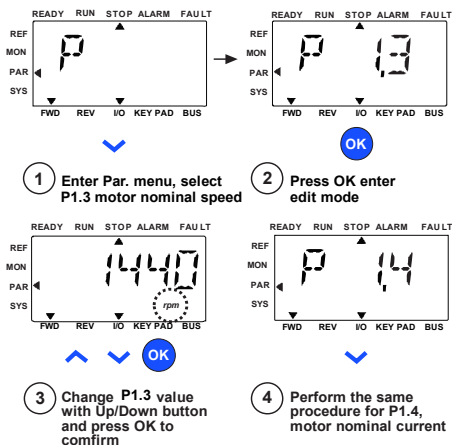 READY RUN STOP ALARM FAULT
REF
MON
PAR
SYS
P
FWD REV I/O KEYPAD BUS
1 Enter Par. menu, select
P1.3 motor nominal speed
READY RUN STOP ALARM FAULT
REF
MON
PAR
SYS
P 1.3
FWD REV I/O KEYPAD BUS
OK
2 Press OK enter
edit mode
READY RUN STOP ALARM FAULT
REF
MON
PAR
SYS
1440
rpm
FWD REV I/O KEYPAD BUS
OK
3 Change P1.3 value
with Up/Down button
and press OK to
comfirm
READY RUN STOP ALARM FAULT
REF
MON
PAR
SYS
P 1.4
FWD REV I/O KEYPAD BUS
4 Perform the same
procedure for P1.4,
motor nominal current